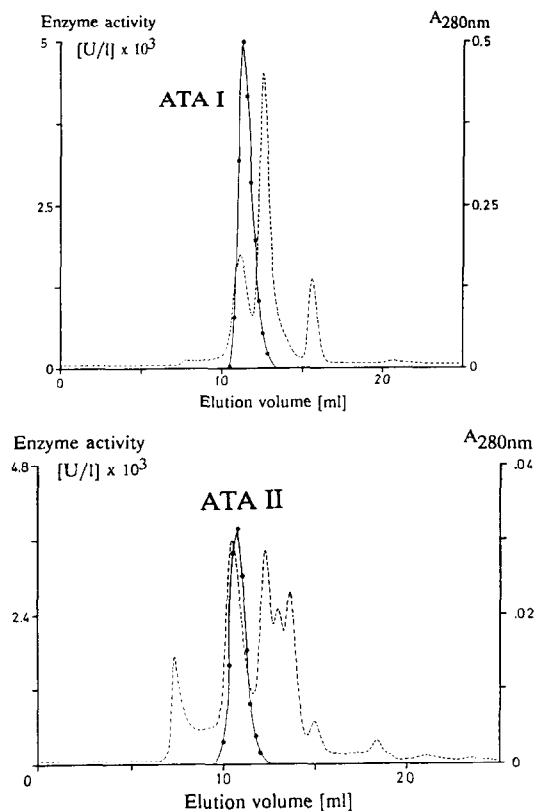 Enzyme activity
[U/l] x 10³
A280nm
5
0.5
ATA I
2.5
0.25
0
0
0
10
20
Elution volume [ml]
Enzyme activity
[U/l] x 10³
A280nm
4.8
.04
ATA II
2.4
.02
0
0
10
20
Elution volume [ml]